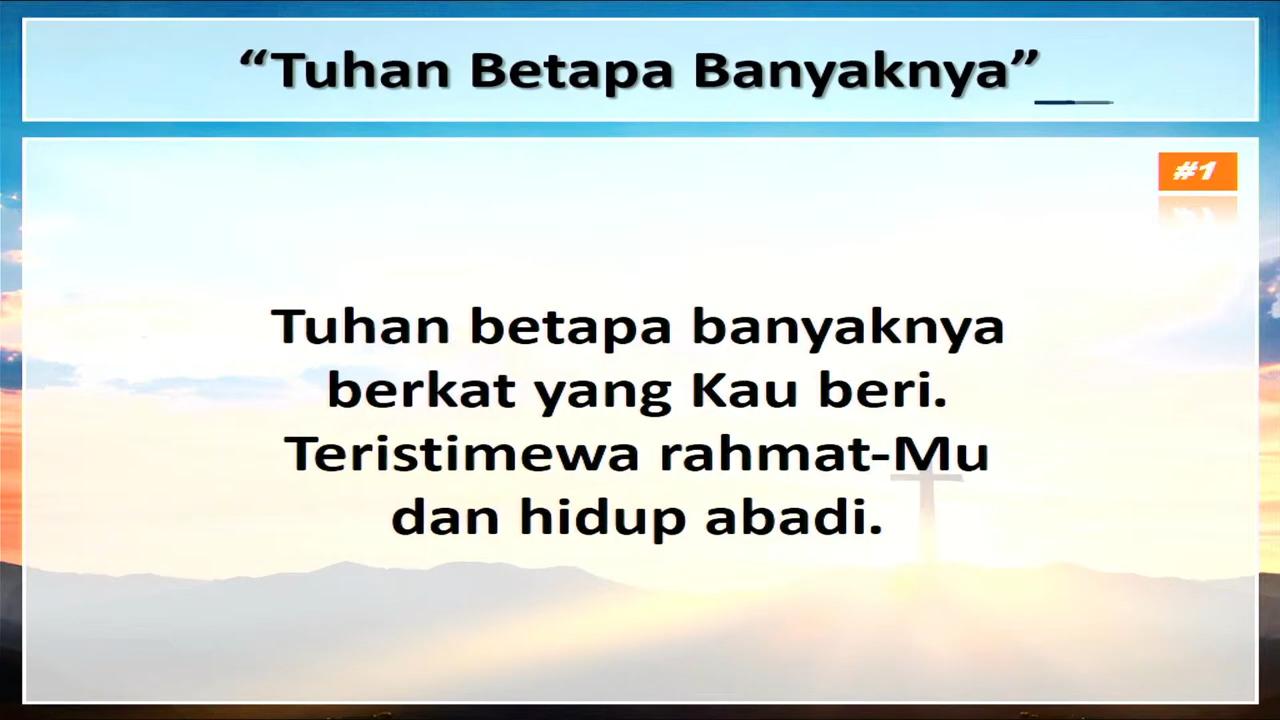 “Tuhan Betapa Banyaknya”
#1
Tuhan betapa banyaknya
berkat yang Kau beri.
Teristimewa rahmat-Mu
dan hidup abadi.